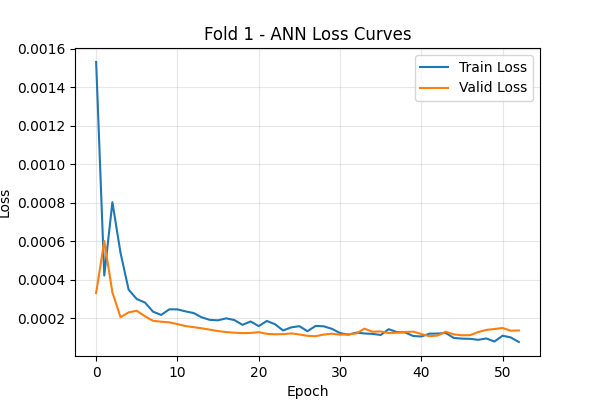 Fold 1 - ANN Loss Curves
Train Loss
Valid Loss
0.0016
0.0014
0.0012
0.0010
0.0008
0.0006
0.0004
0.0002
Loss
0 10 20 30 40 50
Epoch